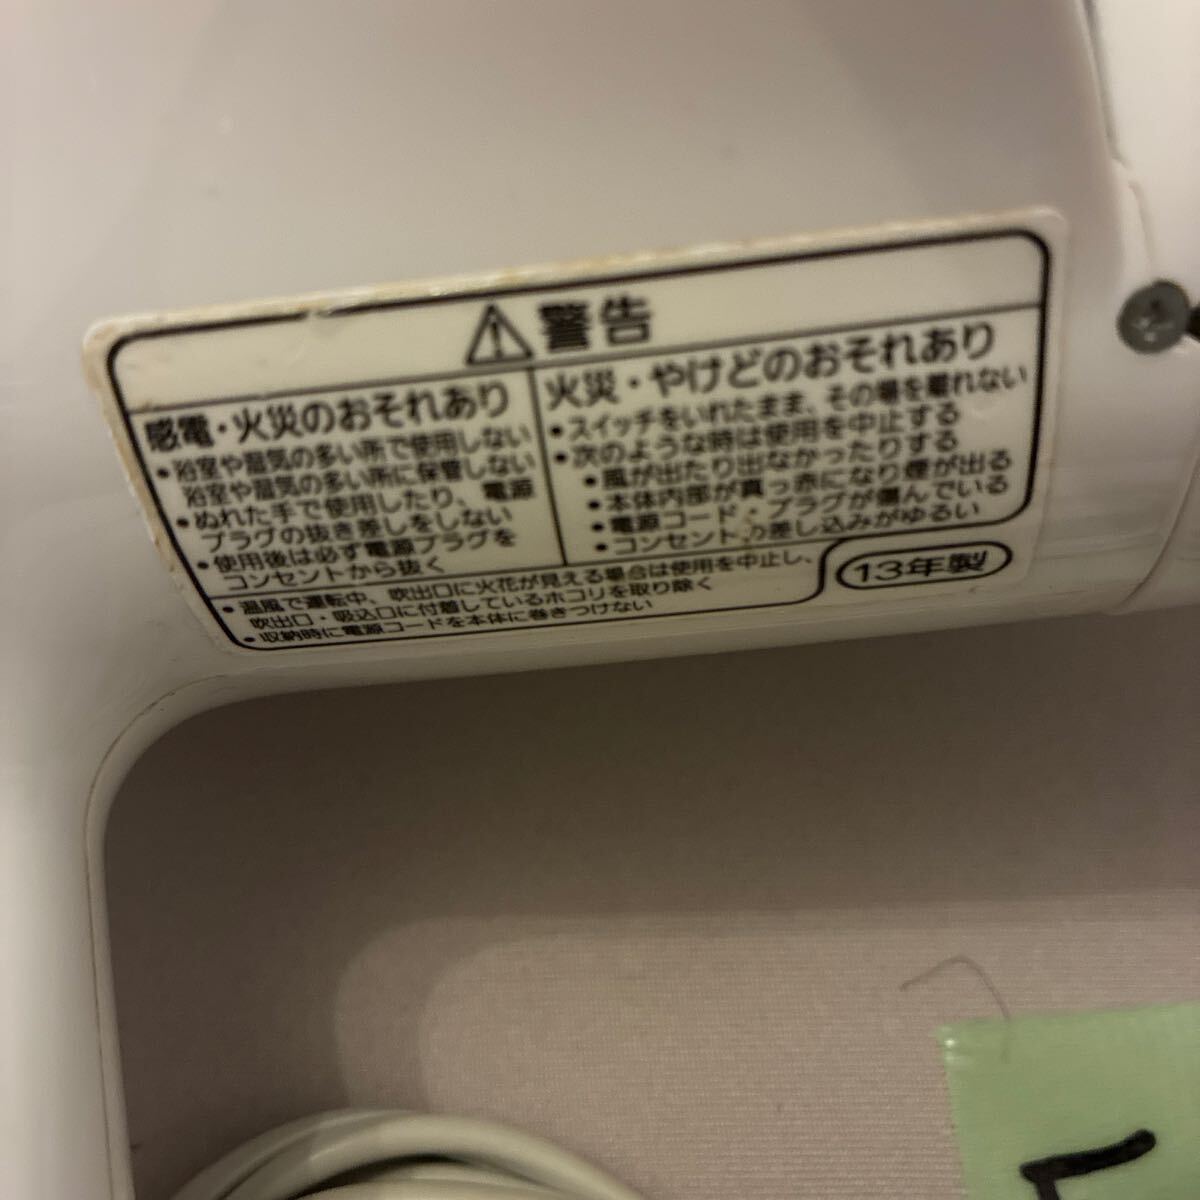 ⚠警告
感電・火災のおそれあり
•浴室や湿気の多い所で使用しない
浴室や湿気の多い所に保管しない
•ぬれた手で使用したり、電源
プラグの抜き差しをしない
•使用後は必ず電源プラグを
コンセントから抜く
火災・やけどのおそれあり
•スイッチをいれたまま、その場を離れない
•次のような時は使用を中止する
•風が出たり出なかったりする
•本体内部が真っ赤になり煙が出る
•電源コード・プラグが傷んでいる
•コンセントの差し込みがゆるい
•温風で運転中、吹出口に火花が見える場合は使用を中止し、
吹出口・吸込口に付着しているホコリを取り除く
•収納時に電源コードを本体に巻きつけない
13年製